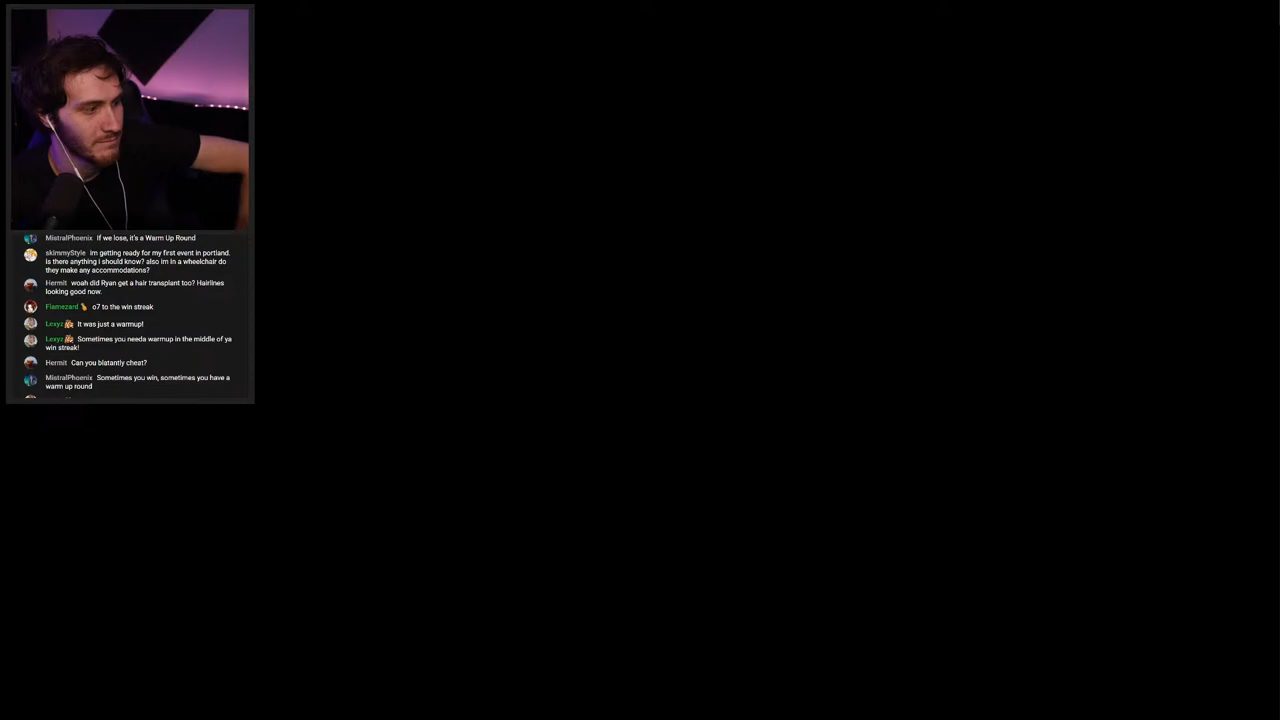 MistralPhoenix If we lose, it's a Warm Up Round
skimmyStyle im getting ready for my first event in portland.
is there anything i should know? also im in a wheelchair do
they make any accommodations?
Hermit woah did Ryan get a hair transplant too? Hairlines
looking good now.
Flamezard o7 to the win streak
Lexyz It was just a warmup!
Lexyz Sometimes you needa warmup in the middle of ya
win streak!
Hermit Can you blatantly cheat?
MistralPhoenix Sometimes you win, sometimes you have a
warm up round